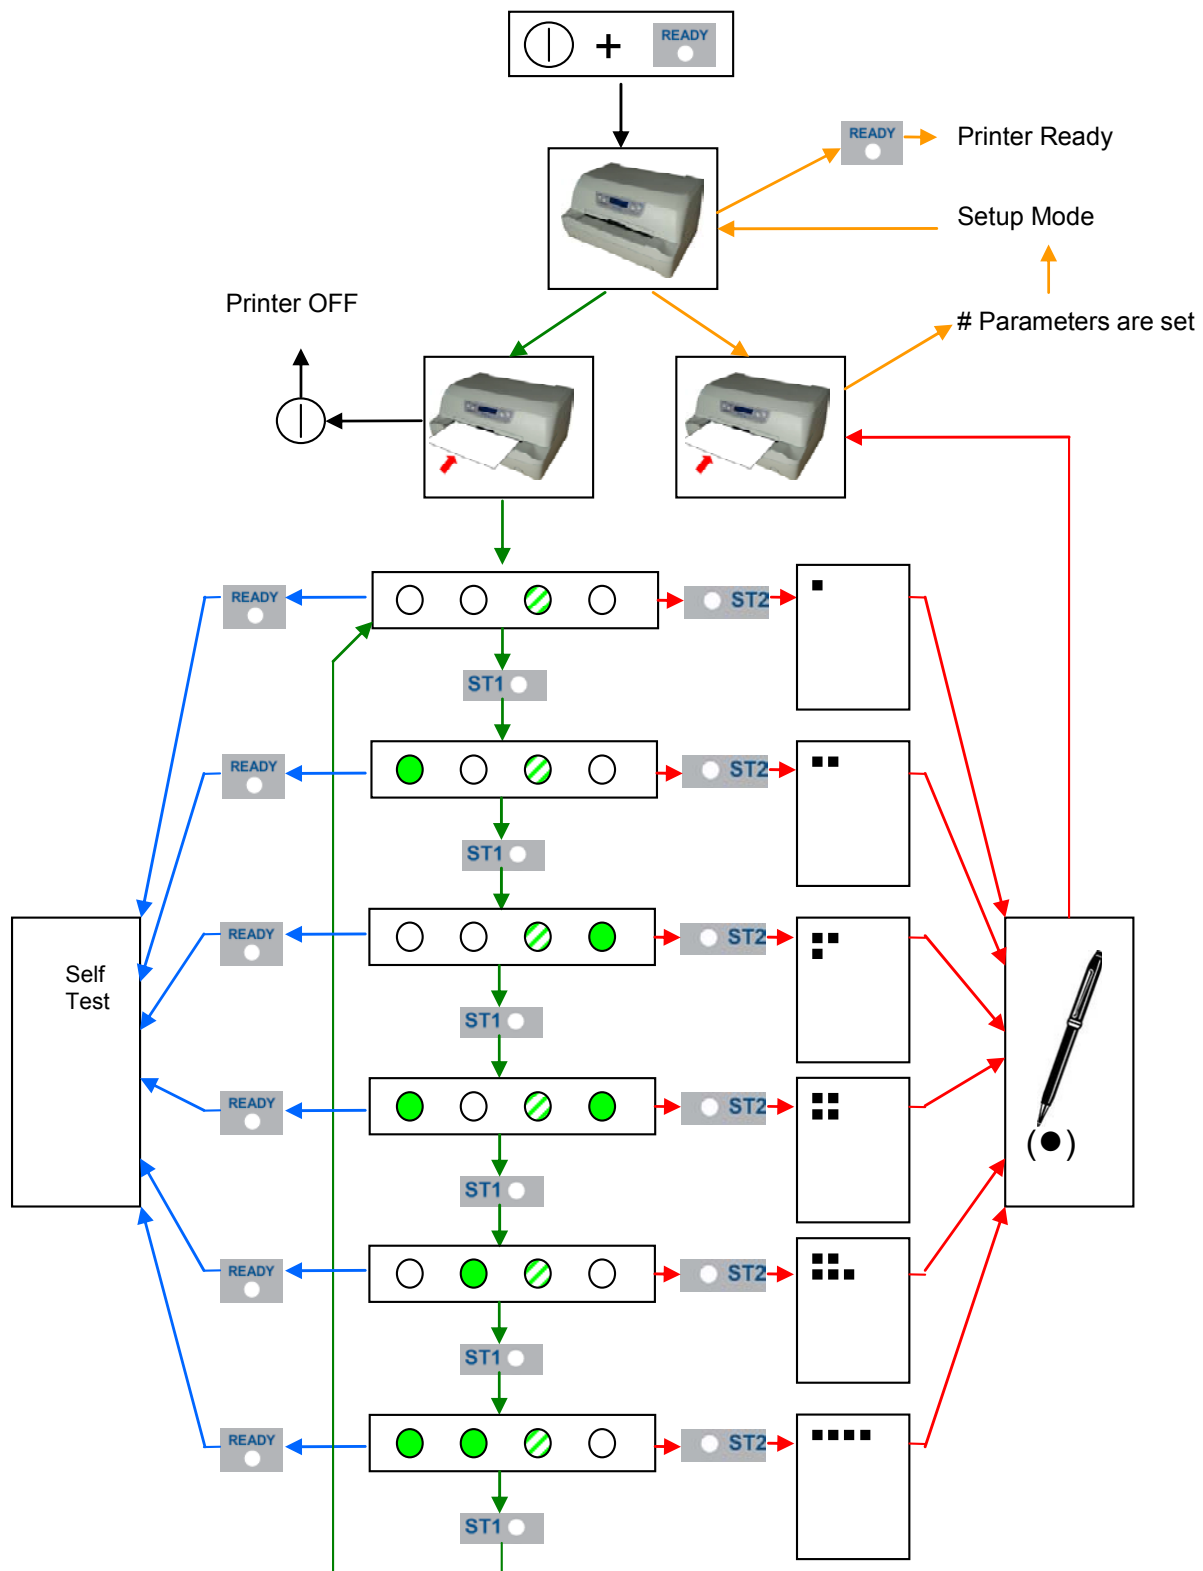 + READY
READY Printer Ready
Setup Mode
Printer OFF
# Parameters are set
READY ST2
ST1
READY ST2
ST1
READY ST2
Self
Test
ST1
READY ST2
(●)
ST1
READY ST2
ST1
READY ST2
ST1